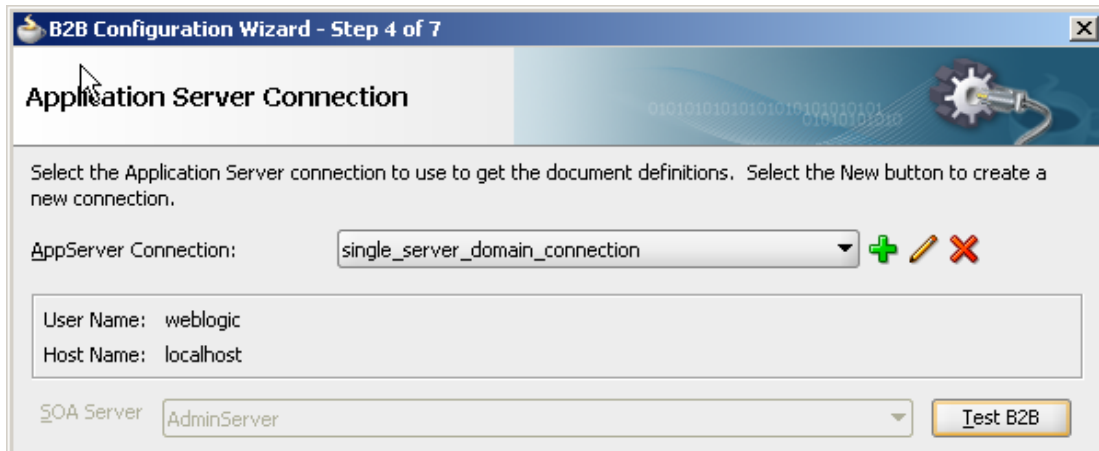 B2B Configuration Wizard - Step 4 of 7
Application Server Connection
Select the Application Server connection to use to get the document definitions.  Select the New button to create a
new connection.
AppServer Connection: single_server_domain_connection
User Name: weblogic
Host Name: localhost
SOA Server AdminServer Test B2B